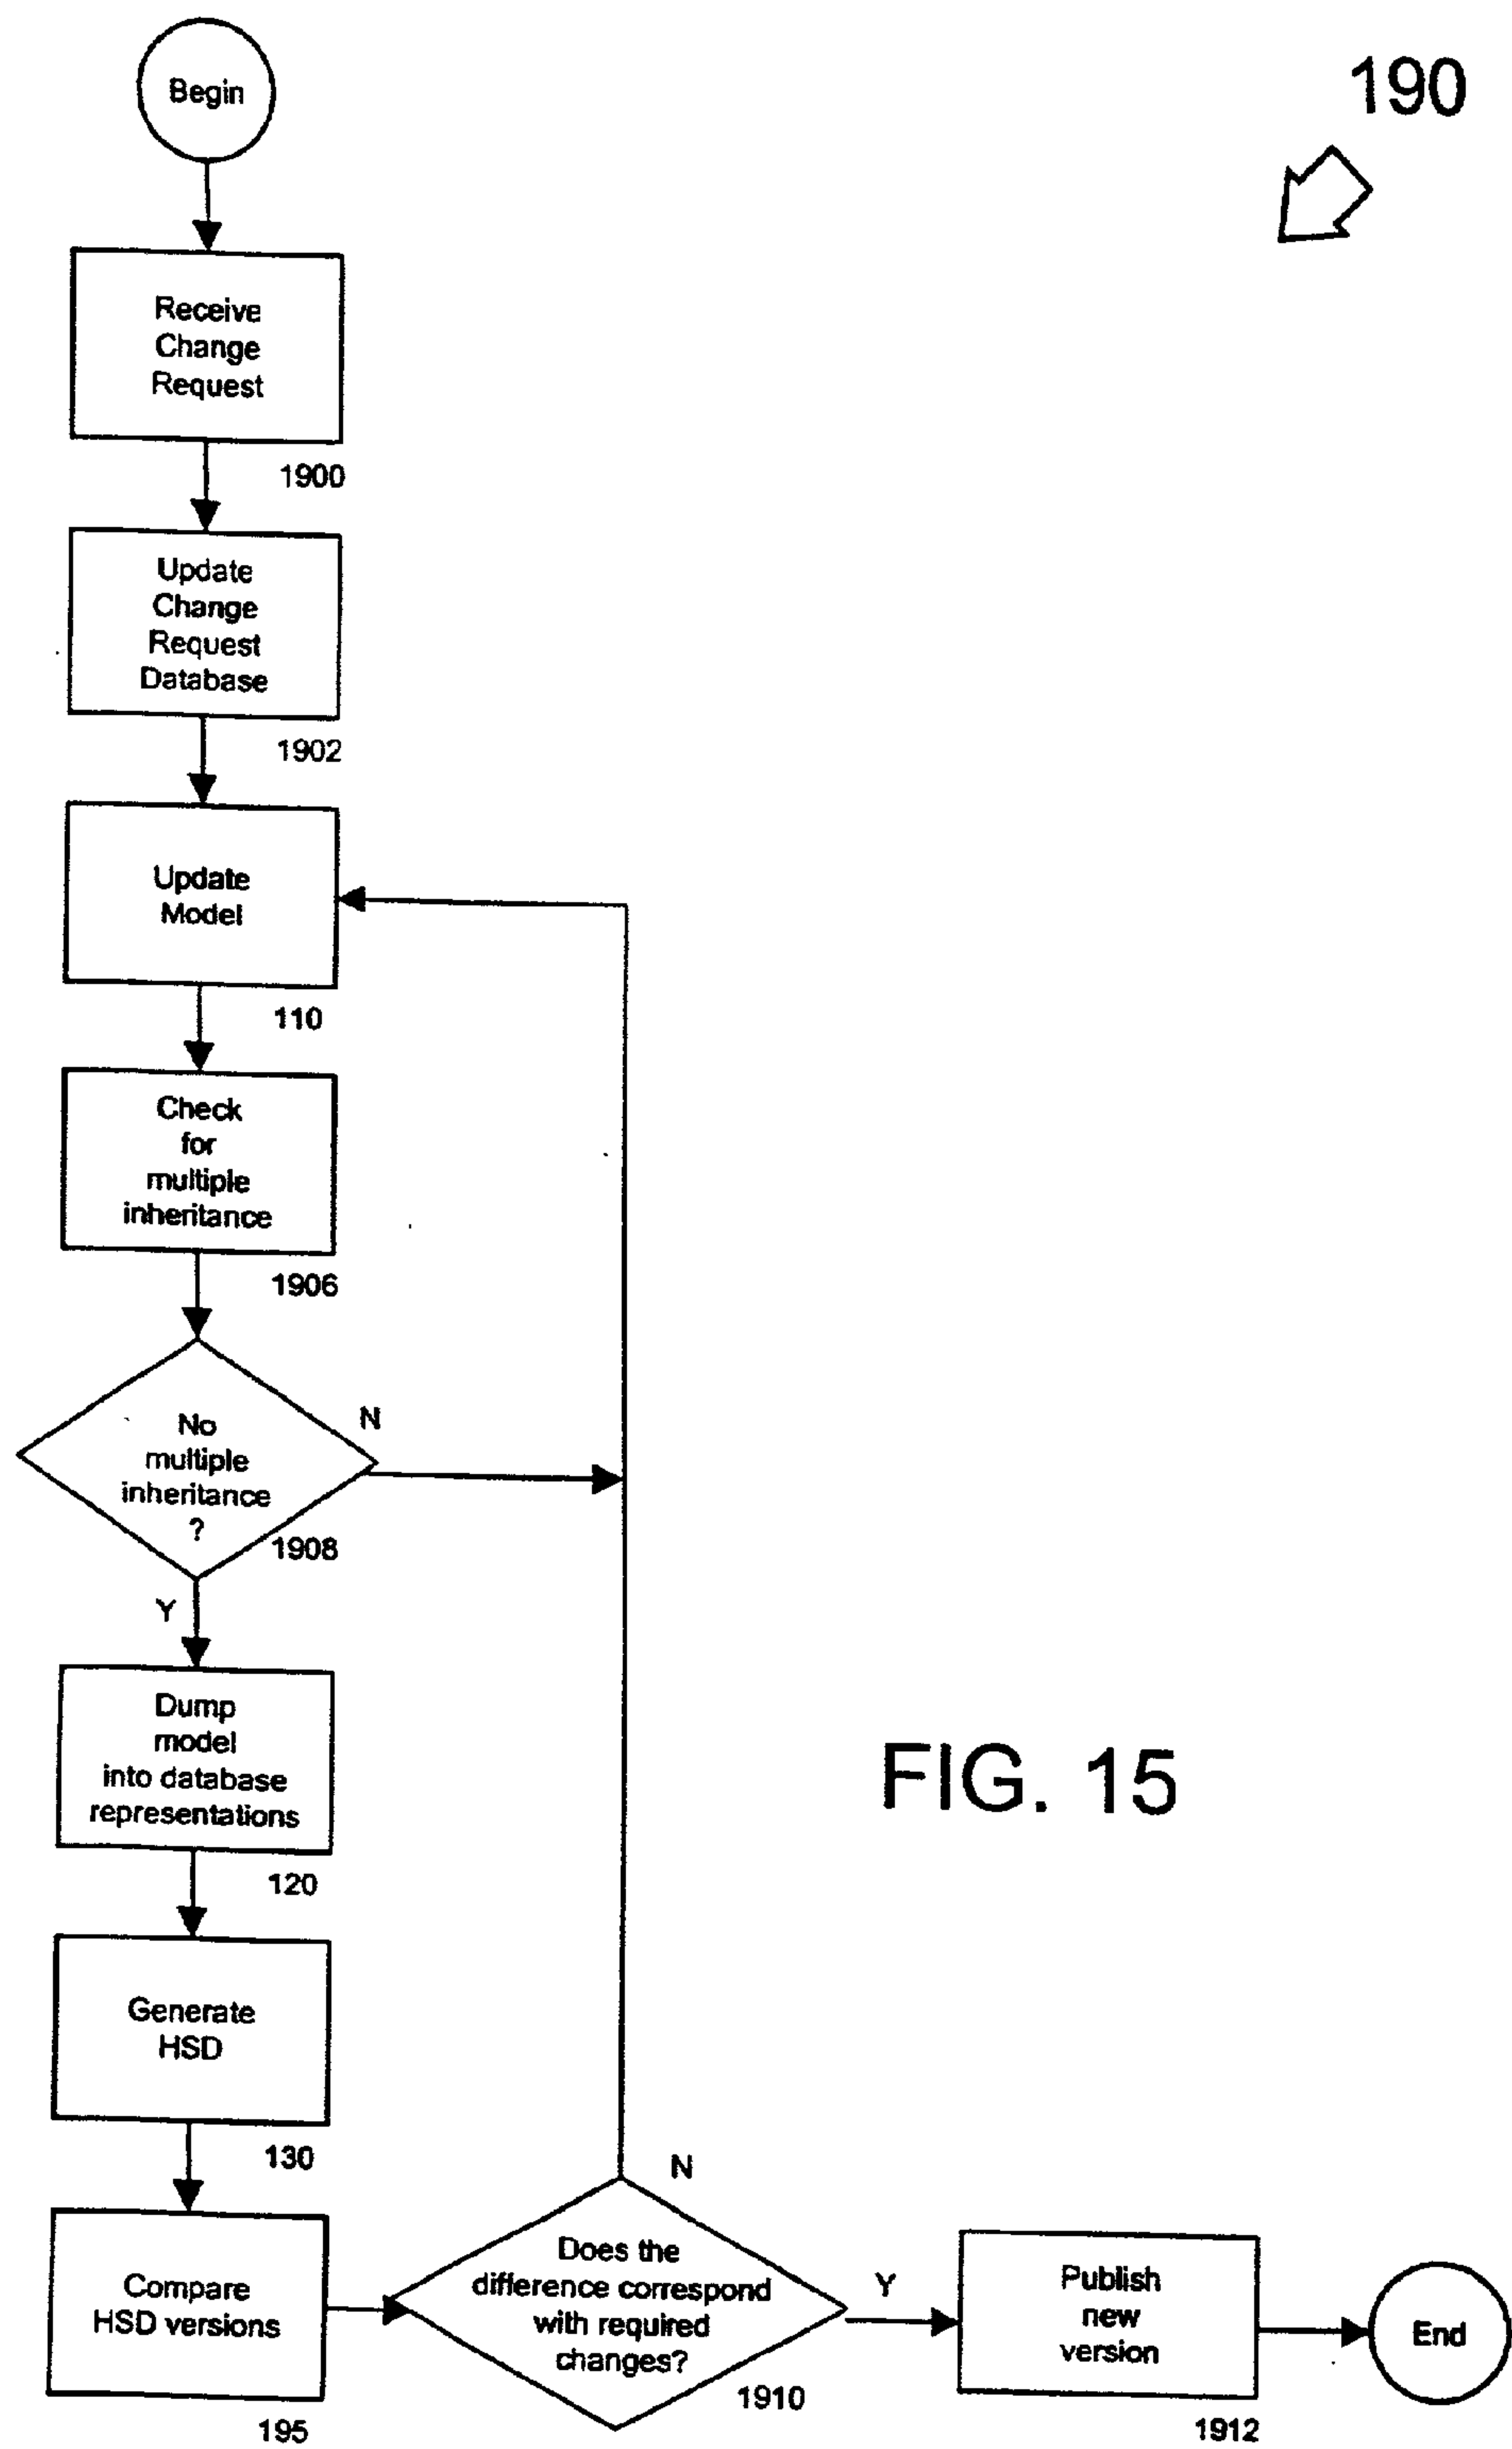 Begin
190
Receive
Change
Request
1900
Update
Change
Request
Database
1902
Update
Model
110
Check
for
multiple
inheritance
1906
No
multiple
inheritance
?
N
1908
Y
Dump
model
into database
representations
120
FIG. 15
Generate
HSD
130
Compare
HSD versions
195
N
Does the
difference correspond
with required
changes?
1910
Y
Publish
new
version
1912
End